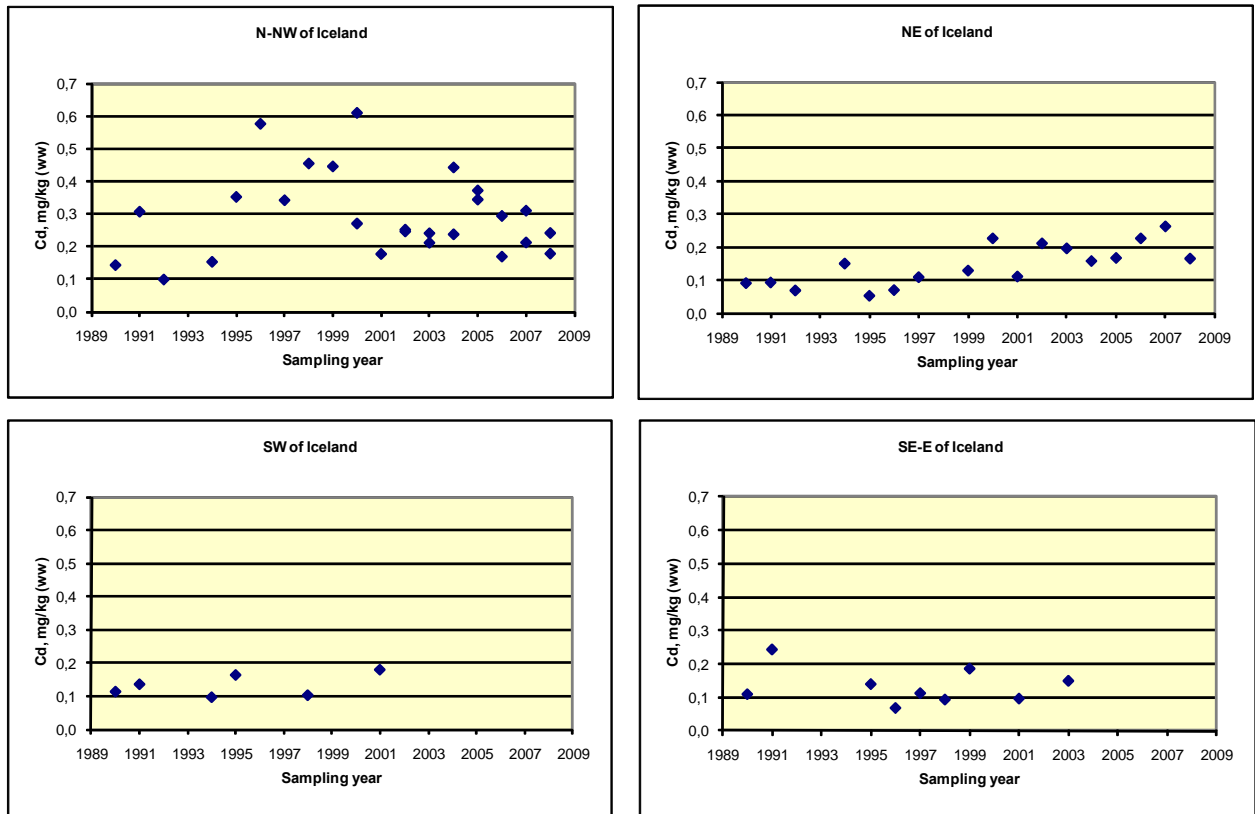 N-NW of Iceland
Cd, mg/kg (ww)
0,7
0,6
0,5
0,4
0,3
0,2
0,1
0,0
1989 1991 1993 1995 1997 1999 2001 2003 2005 2007 2009
Sampling year
NE of Iceland
Cd, mg/kg (ww)
0,7
0,6
0,5
0,4
0,3
0,2
0,1
0,0
1989 1991 1993 1995 1997 1999 2001 2003 2005 2007 2009
Sampling year
SW of Iceland
Cd, mg/kg (ww)
0,7
0,6
0,5
0,4
0,3
0,2
0,1
0,0
1989 1991 1993 1995 1997 1999 2001 2003 2005 2007 2009
Sampling year
SE-E of Iceland
Cd, mg/kg (ww)
0,7
0,6
0,5
0,4
0,3
0,2
0,1
0,0
1989 1991 1993 1995 1997 1999 2001 2003 2005 2007 2009
Sampling year